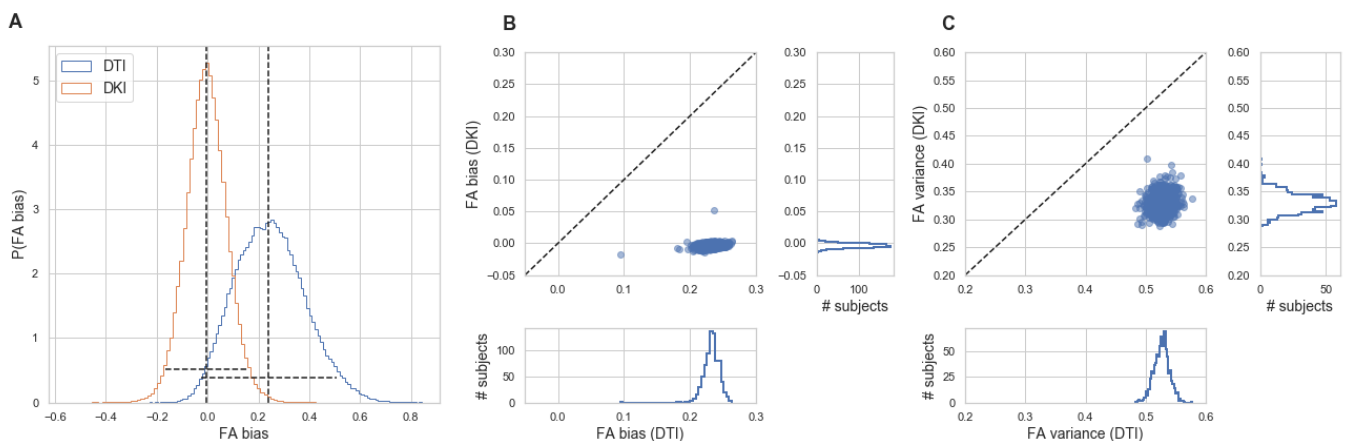 A
DTI
DKI
5
4
3
2
1
0
P(FA bias)
−0.6 −0.4 −0.2 0.0 0.2 0.4 0.6 0.8
FA bias
B
0.30
0.25
0.20
0.15
0.10
0.05
0.00
−0.05
FA bias (DKI)
0.0 0.1 0.2 0.3
0.30
0.25
0.20
0.15
0.10
0.05
0.00
−0.05
0 100
# subjects
100
50
0
# subjects
0.0 0.1 0.2 0.3
FA bias (DTI)
C
0.60
0.55
0.50
0.45
0.40
0.35
0.30
0.25
0.20
FA variance (DKI)
0.2 0.3 0.4 0.5 0.6
0.60
0.55
0.50
0.45
0.40
0.35
0.30
0.25
0.20
0 50
# subjects
50
25
0
# subjects
0.2 0.3 0.4 0.5 0.6
FA variance (DTI)